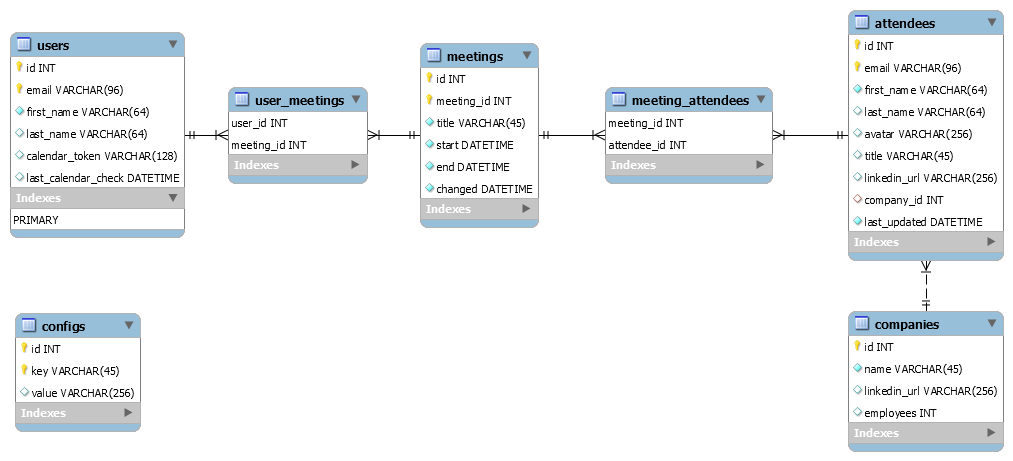 users
id INT
email VARCHAR(96)
first_name VARCHAR(64)
last_name VARCHAR(64)
calendar_token VARCHAR(128)
last_calendar_check DATETIME
Indexes
PRIMARY
user_meetings
user_id INT
meeting_id INT
Indexes
meetings
id INT
meeting_id INT
title VARCHAR(45)
start DATETIME
end DATETIME
changed DATETIME
Indexes
meeting_attendees
meeting_id INT
attendee_id INT
Indexes
attendees
id INT
email VARCHAR(96)
first_name VARCHAR(64)
last_name VARCHAR(64)
avatar VARCHAR(256)
title VARCHAR(45)
linkedin_url VARCHAR(256)
company_id INT
last_updated DATETIME
Indexes
configs
id INT
key VARCHAR(45)
value VARCHAR(256)
Indexes
companies
id INT
name VARCHAR(45)
linkedin_url VARCHAR(256)
employees INT
Indexes